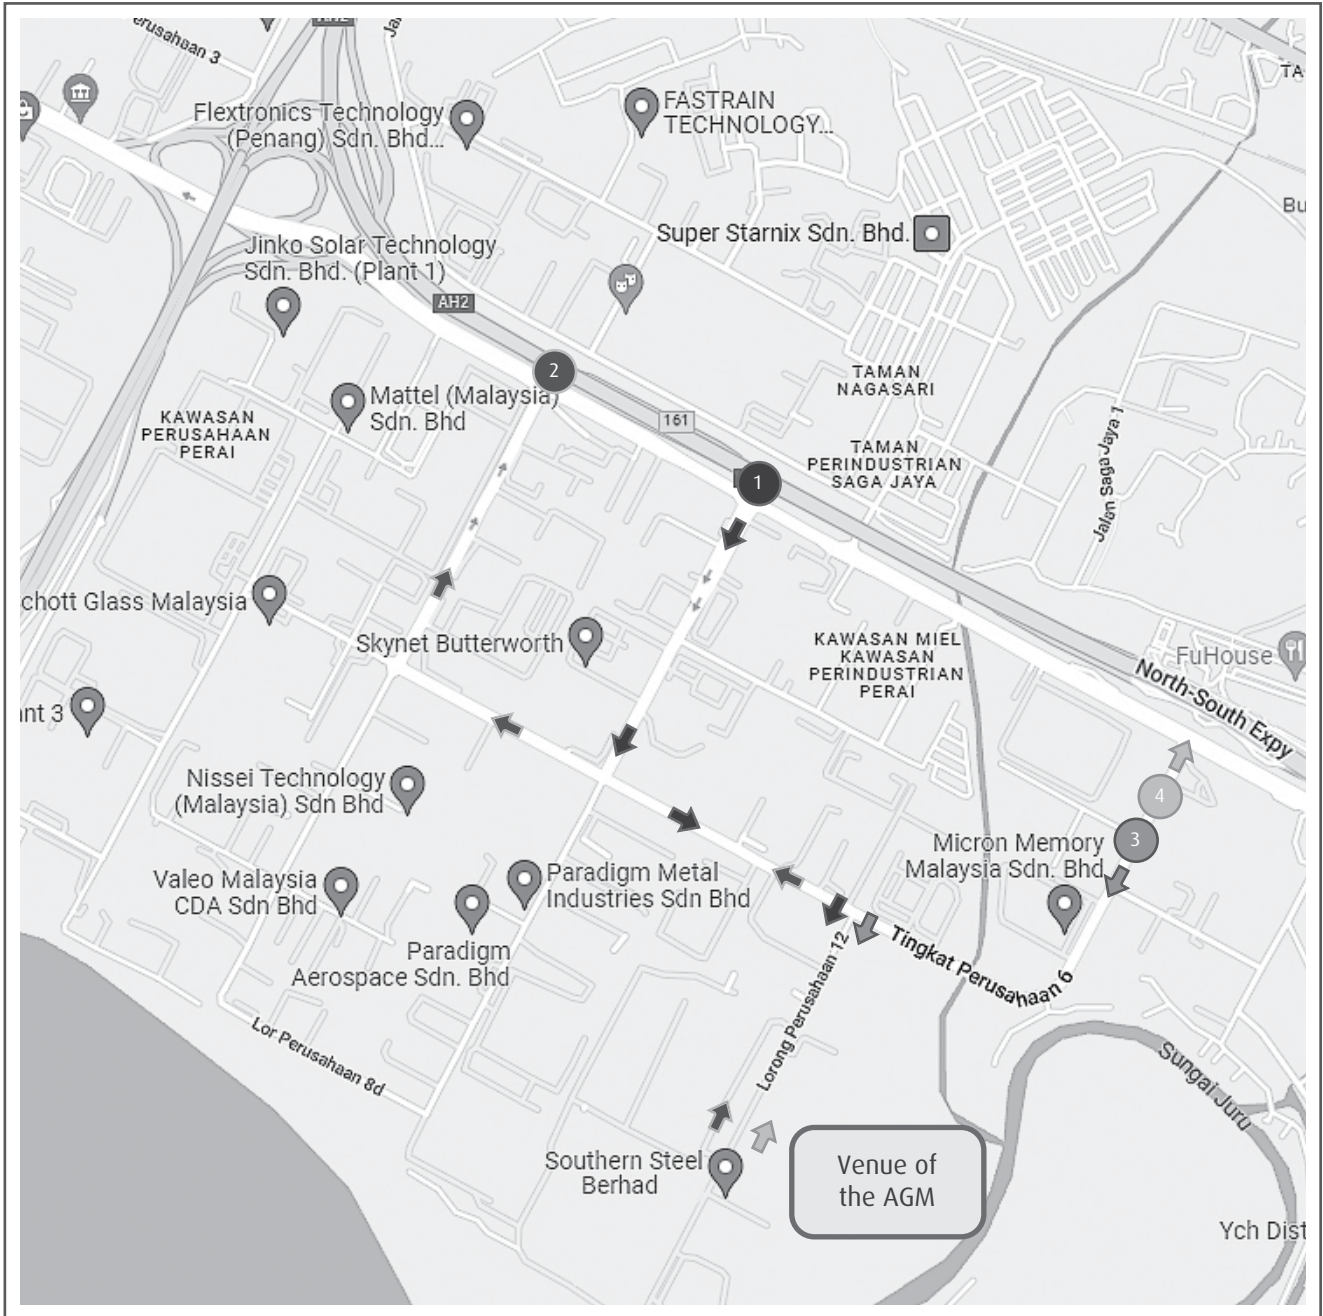 AH2
erusahaan 3
Ja
TA
Flextronics Technology
(Penang) Sdn. Bhd...
FASTRAIN
TECHNOLOGY...
Bu
Super Starnix Sdn. Bhd.
Jinko Solar Technology
Sdn. Bhd. (Plant 1)
AH2
2
TAMAN
NAGASARI
Mattel (Malaysia)
Sdn. Bhd
161
KAWASAN
PERUSAHAAN
PERAI
TAMAN
PERINDUSTRIAN
SAGA JAYA
Jalan Saga Jaya 1
1
chott Glass Malaysia
Skynet Butterworth
KAWASAN MIEL
KAWASAN
PERINDUSTRIAN
PERAI
FuHouse
North-South Expy
nt 3
Nissei Technology
(Malaysia) Sdn Bhd
4
3
Micron Memory
Malaysia Sdn. Bhd
Valeo Malaysia
CDA Sdn Bhd
Paradigm Metal
Industries Sdn Bhd
Paradigm
Aerospace Sdn. Bhd
Tingkat Perusahaan 6
Lorong Perusahaan 12
Lor Perusahaan 8d
Sungai Juru
Southern Steel
Berhad
Venue of
the AGM
Ych Dist